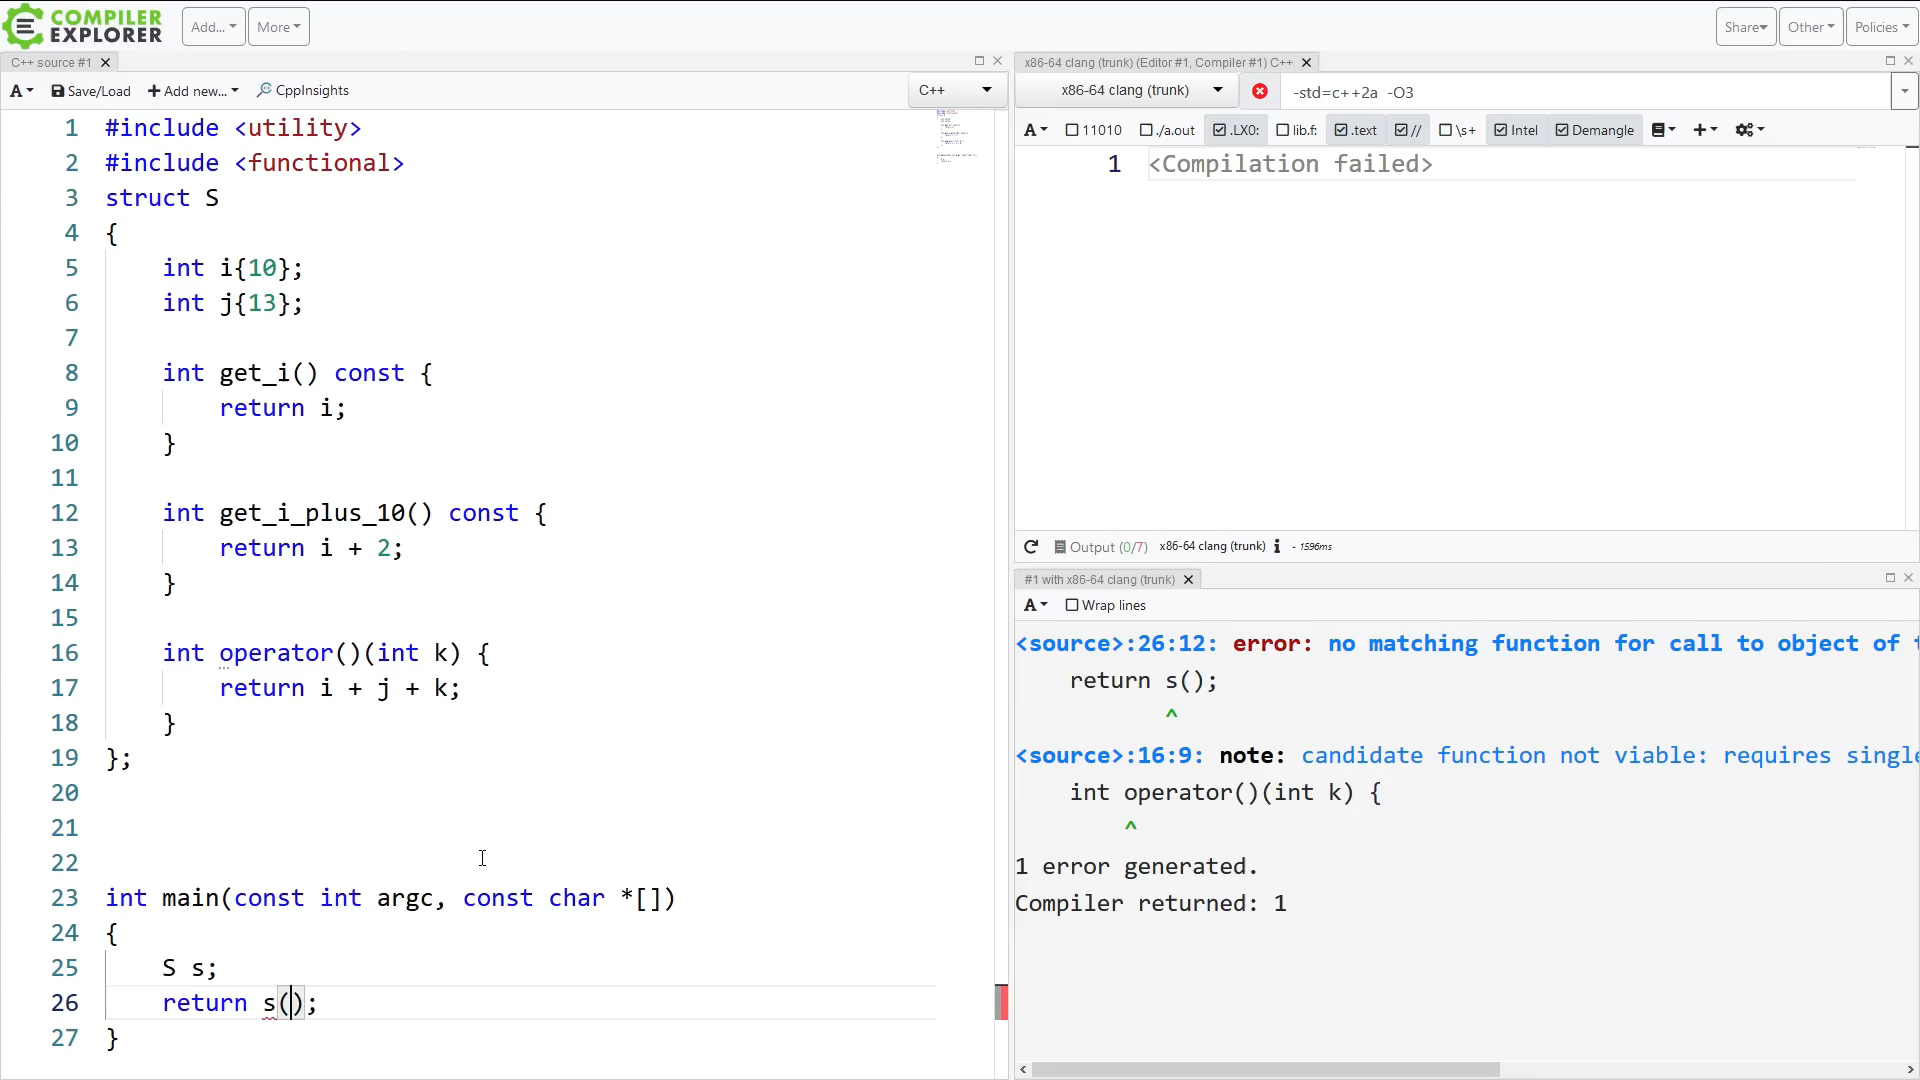 COMPILER
EXPLORER
Add...
More
Share
Other
Policies
C++ source #1
A
Save/Load
Add new...
CppInsights
C++
1 #include <utility>
2 #include <functional>
3 struct S
4 {
5 int i{10};
6 int j{13};
7
8 int get_i() const {
9 return i;
10 }
11
12 int get_i_plus_10() const {
13 return i + 2;
14 }
15
16 int operator()(int k) {
17 return i + j + k;
18 }
19 };
20
21
22
23 int main(const int argc, const char *[])
24 {
25 S s;
26 return s();
27 }
x86-64 clang (trunk) (Editor #1, Compiler #1) C++
x86-64 clang (trunk)
-std=c++2a -O3
A
11010
./a.out
.LX0:
lib.f:
.text
//
\s+
Intel
Demangle
1 <Compilation failed>
Output (0/7) x86-64 clang (trunk) i - 1596ms
#1 with x86-64 clang (trunk)
A
Wrap lines
<source>:26:12: error: no matching function for call to object of
return s();
^
<source>:16:9: note: candidate function not viable: requires single
int operator()(int k) {
^
1 error generated.
Compiler returned: 1